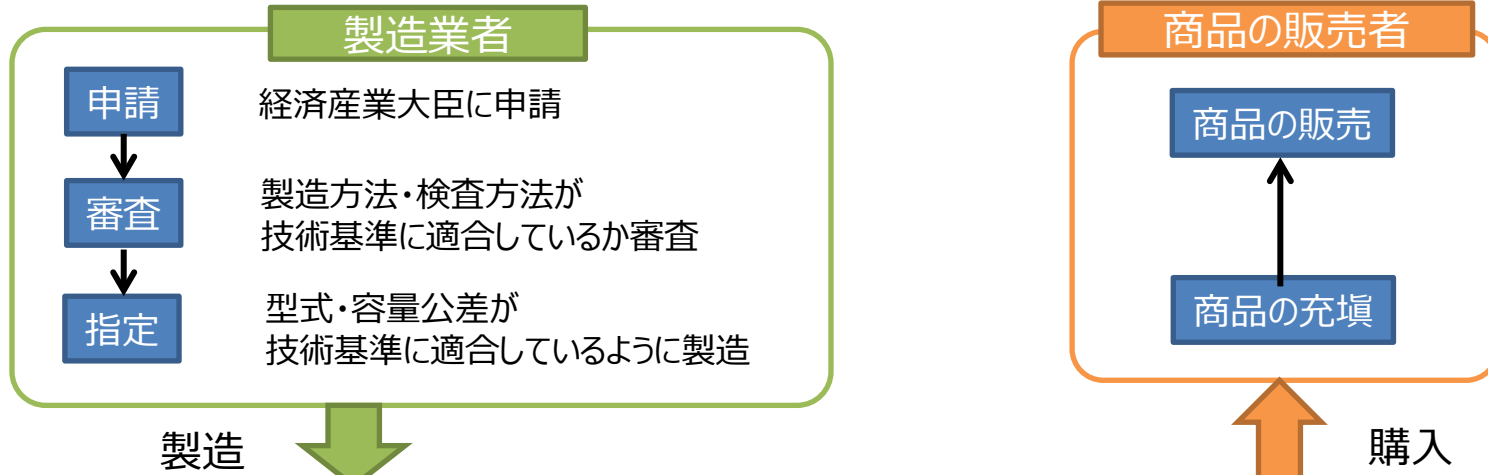 製造業者
申請
経済産業大臣に申請
審査
製造方法・検査方法が
技術基準に適合しているか審査
指定
型式・容量公差が
技術基準に適合しているように製造
製造
商品の販売者
商品の販売
商品の充塡
購入